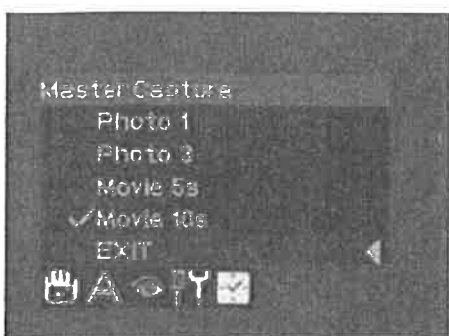 Master Capture
Photo 1
Photo 3
Movie 5s
Movie 10s
EXIT